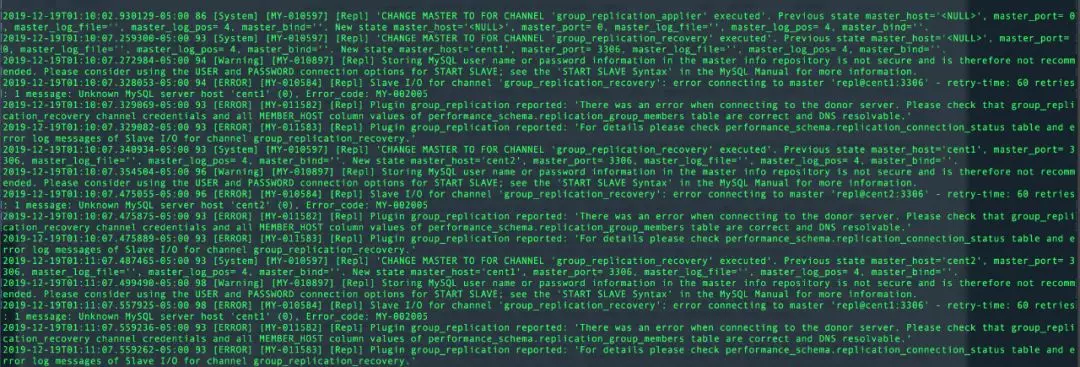 2019-12-19T01:10:02.930129-05:00 86 [System] [MY-010597] [Repl] 'CHANGE MASTER TO FOR CHANNEL 'group_replication_applier' executed'. Previous state master_host='<NULL>', master_port= 0
, master_log_file='', master_log_pos= 4, master_bind=''. New state master_host='<NULL>', master_port= 0, master_log_file='', master_log_pos= 4, master_bind=''.
2019-12-19T01:10:07.259300-05:00 93 [System] [MY-010597] [Repl] 'CHANGE MASTER TO FOR CHANNEL 'group_replication_recovery' executed'. Previous state master_host='<NULL>', master_port=
0, master_log_file='', master_log_pos= 4, master_bind=''. New state master_host='cent1', master_port= 3306, master_log_file='', master_log_pos= 4, master_bind=''.
2019-12-19T01:10:07.272984-05:00 94 [Warning] [MY-010897] [Repl] Storing MySQL user name or password information in the master info repository is not secure and is therefore not recomm
ended. Please consider using the USER and PASSWORD connection options for START SLAVE; see the 'START SLAVE Syntax' in the MySQL Manual for more information.
2019-12-19T01:10:07.328053-05:00 94 [ERROR] [MY-010584] [Repl] Slave I/O for channel 'group_replication_recovery': error connecting to master 'repl@cent1:3306' - retry-time: 60 retries
: 1 message: Unknown MySQL server host 'cent1' (0), Error_code: MY-002005
2019-12-19T01:10:07.329069-05:00 93 [ERROR] [MY-011582] [Repl] Plugin group_replication reported: 'There was an error when connecting to the donor server. Please check that group_repli
cation_recovery channel credentials and all MEMBER_HOST column values of performance_schema.replication_group_members table are correct and DNS resolvable.'
2019-12-19T01:10:07.329082-05:00 93 [ERROR] [MY-011583] [Repl] Plugin group_replication reported: 'For details please check performance_schema.replication_connection_status table and e
rror log messages of Slave I/O for channel group_replication_recovery.'
2019-12-19T01:10:07.349934-05:00 93 [System] [MY-010597] [Repl] 'CHANGE MASTER TO FOR CHANNEL 'group_replication_recovery' executed'. Previous state master_host='cent1', master_port= 3
306, master_log_file='', master_log_pos= 4, master_bind=''. New state master_host='cent2', master_port= 3306, master_log_file='', master_log_pos= 4, master_bind=''.
2019-12-19T01:10:07.354504-05:00 96 [Warning] [MY-010897] [Repl] Storing MySQL user name or password information in the master info repository is not secure and is therefore not recomm
ended. Please consider using the USER and PASSWORD connection options for START SLAVE; see the 'START SLAVE Syntax' in the MySQL Manual for more information.
2019-12-19T01:10:07.475055-05:00 96 [ERROR] [MY-010584] [Repl] Slave I/O for channel 'group_replication_recovery': error connecting to master 'repl@cent2:3306' - retry-time: 60 retries
: 1 message: Unknown MySQL server host 'cent2' (0), Error_code: MY-002005
2019-12-19T01:10:07.475875-05:00 93 [ERROR] [MY-011582] [Repl] Plugin group_replication reported: 'There was an error when connecting to the donor server. Please check that group_repli
cation_recovery channel credentials and all MEMBER_HOST column values of performance_schema.replication_group_members table are correct and DNS resolvable.'
2019-12-19T01:10:07.475889-05:00 93 [ERROR] [MY-011583] [Repl] Plugin group_replication reported: 'For details please check performance_schema.replication_connection_status table and e
rror log messages of Slave I/O for channel group_replication_recovery.'
2019-12-19T01:11:07.487465-05:00 93 [System] [MY-010597] [Repl] 'CHANGE MASTER TO FOR CHANNEL 'group_replication_recovery' executed'. Previous state master_host='cent2', master_port= 3
306, master_log_file='', master_log_pos= 4, master_bind=''. New state master_host='cent1', master_port= 3306, master_log_file='', master_log_pos= 4, master_bind=''.
2019-12-19T01:11:07.499490-05:00 98 [Warning] [MY-010897] [Repl] Storing MySQL user name or password information in the master info repository is not secure and is therefore not recomm
ended. Please consider using the USER and PASSWORD connection options for START SLAVE; see the 'START SLAVE Syntax' in the MySQL Manual for more information.
2019-12-19T01:11:07.557925-05:00 98 [ERROR] [MY-010584] [Repl] Slave I/O for channel 'group_replication_recovery': error connecting to master 'repl@cent1:3306' - retry-time: 60 retries
: 1 message: Unknown MySQL server host 'cent1' (0), Error_code: MY-002005
2019-12-19T01:11:07.559236-05:00 93 [ERROR] [MY-011582] [Repl] Plugin group_replication reported: 'There was an error when connecting to the donor server. Please check that group_repli
cation_recovery channel credentials and all MEMBER_HOST column values of performance_schema.replication_group_members table are correct and DNS resolvable.'
2019-12-19T01:11:07.559262-05:00 93 [ERROR] [MY-011583] [Repl] Plugin group_replication reported: 'For details please check performance_schema.replication_connection_status table and e
rror log messages of Slave I/O for channel group_replication_recovery.'